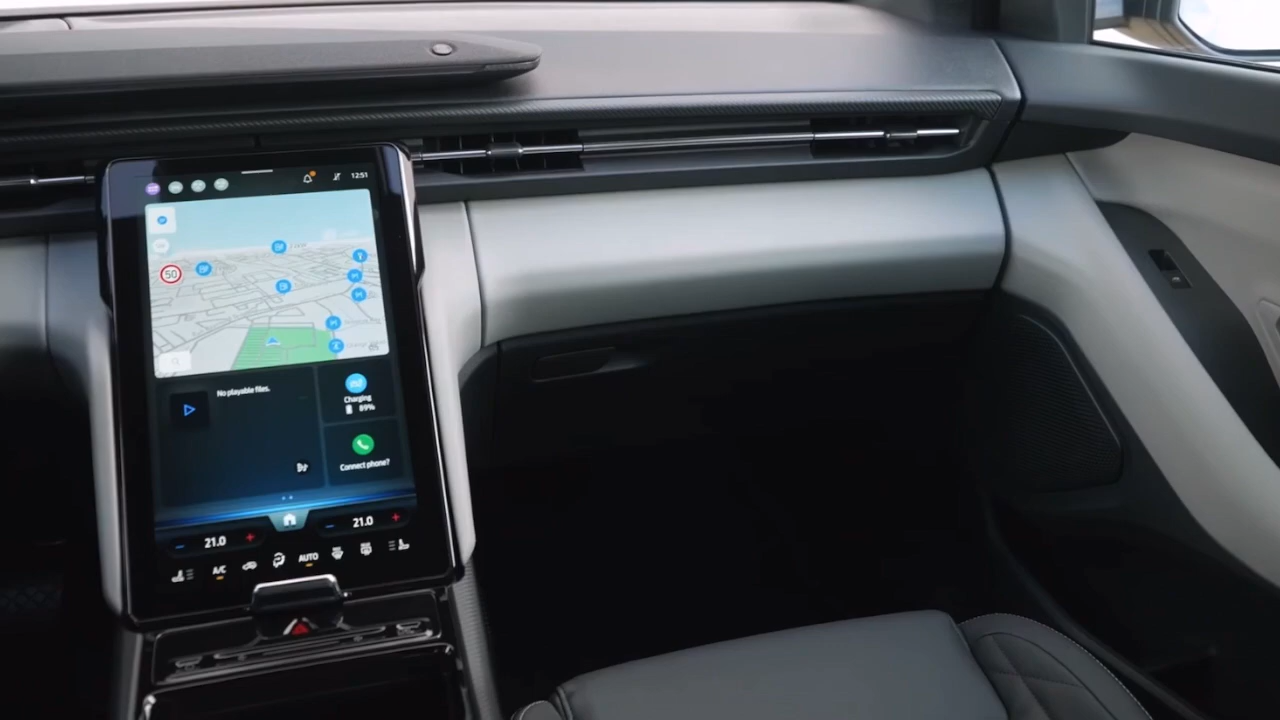 12:51
50
No playable files.
Charging
89%
Connect phone?
21.0
21.0
A/C
AUTO